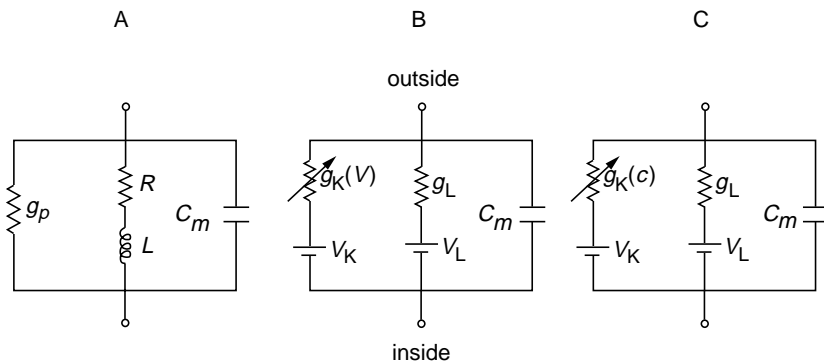 A B C
outside
g_p R L C_m
g_K(V) g_L C_m V_K V_L
g_K(c) g_L C_m V_K V_L
inside